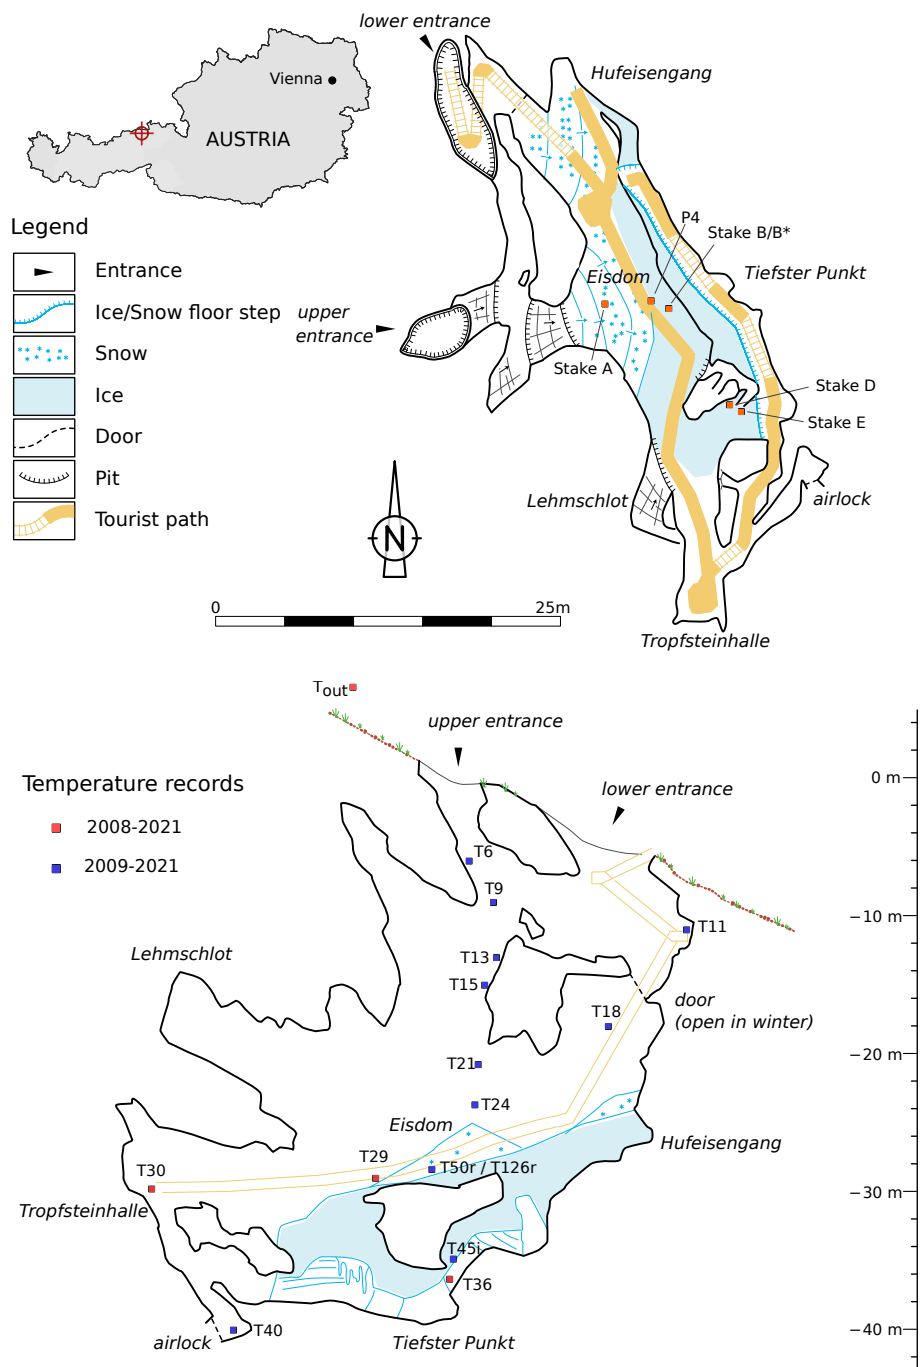 lower entrance
Vienna
AUSTRIA
Hufeisengang
P4
Stake B/B*
Legend
Entrance
Ice/Snow floor step
Snow
Ice
Door
Pit
Tourist path
Eisdom
Tiefster Punkt
upper
entrance
Stake A
Stake D
Stake E
Lehmschlot
airlock
N
0
25m
Tropfsteinhalle
Tout
upper entrance
Temperature records
2008-2021
2009-2021
lower entrance
0 m
T6
T9
−10 m
T11
Lehmschlot
T13
T15
door
(open in winter)
T18
−20 m
T21
T24
Eisdom
Hufeisengang
T29
T50r / T126r
T30
−30 m
Tropfsteinhalle
T45i
T36
−40 m
T40
airlock
Tiefster Punkt